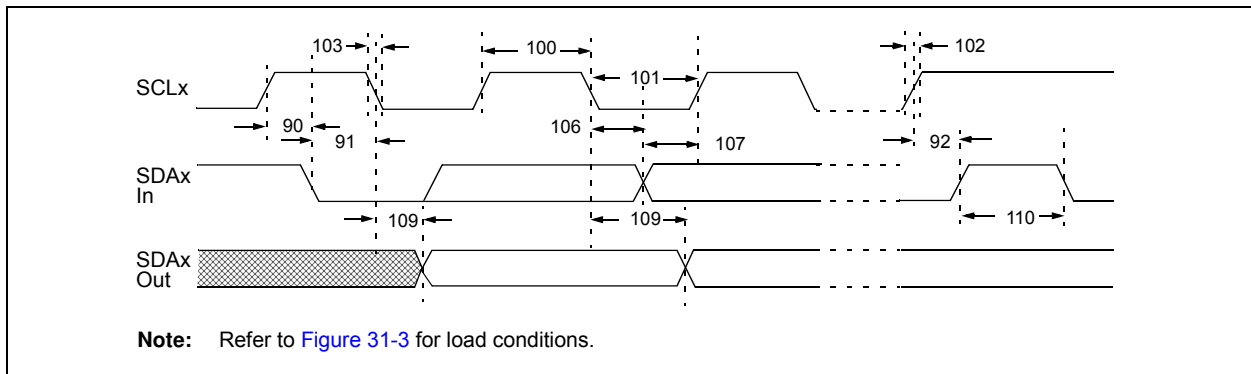 103
100
102
101
SCLx
90
106
91
107
92
SDAx
In
109
109
110
SDAx
Out
Note: Refer to Figure 31-3 for load conditions.